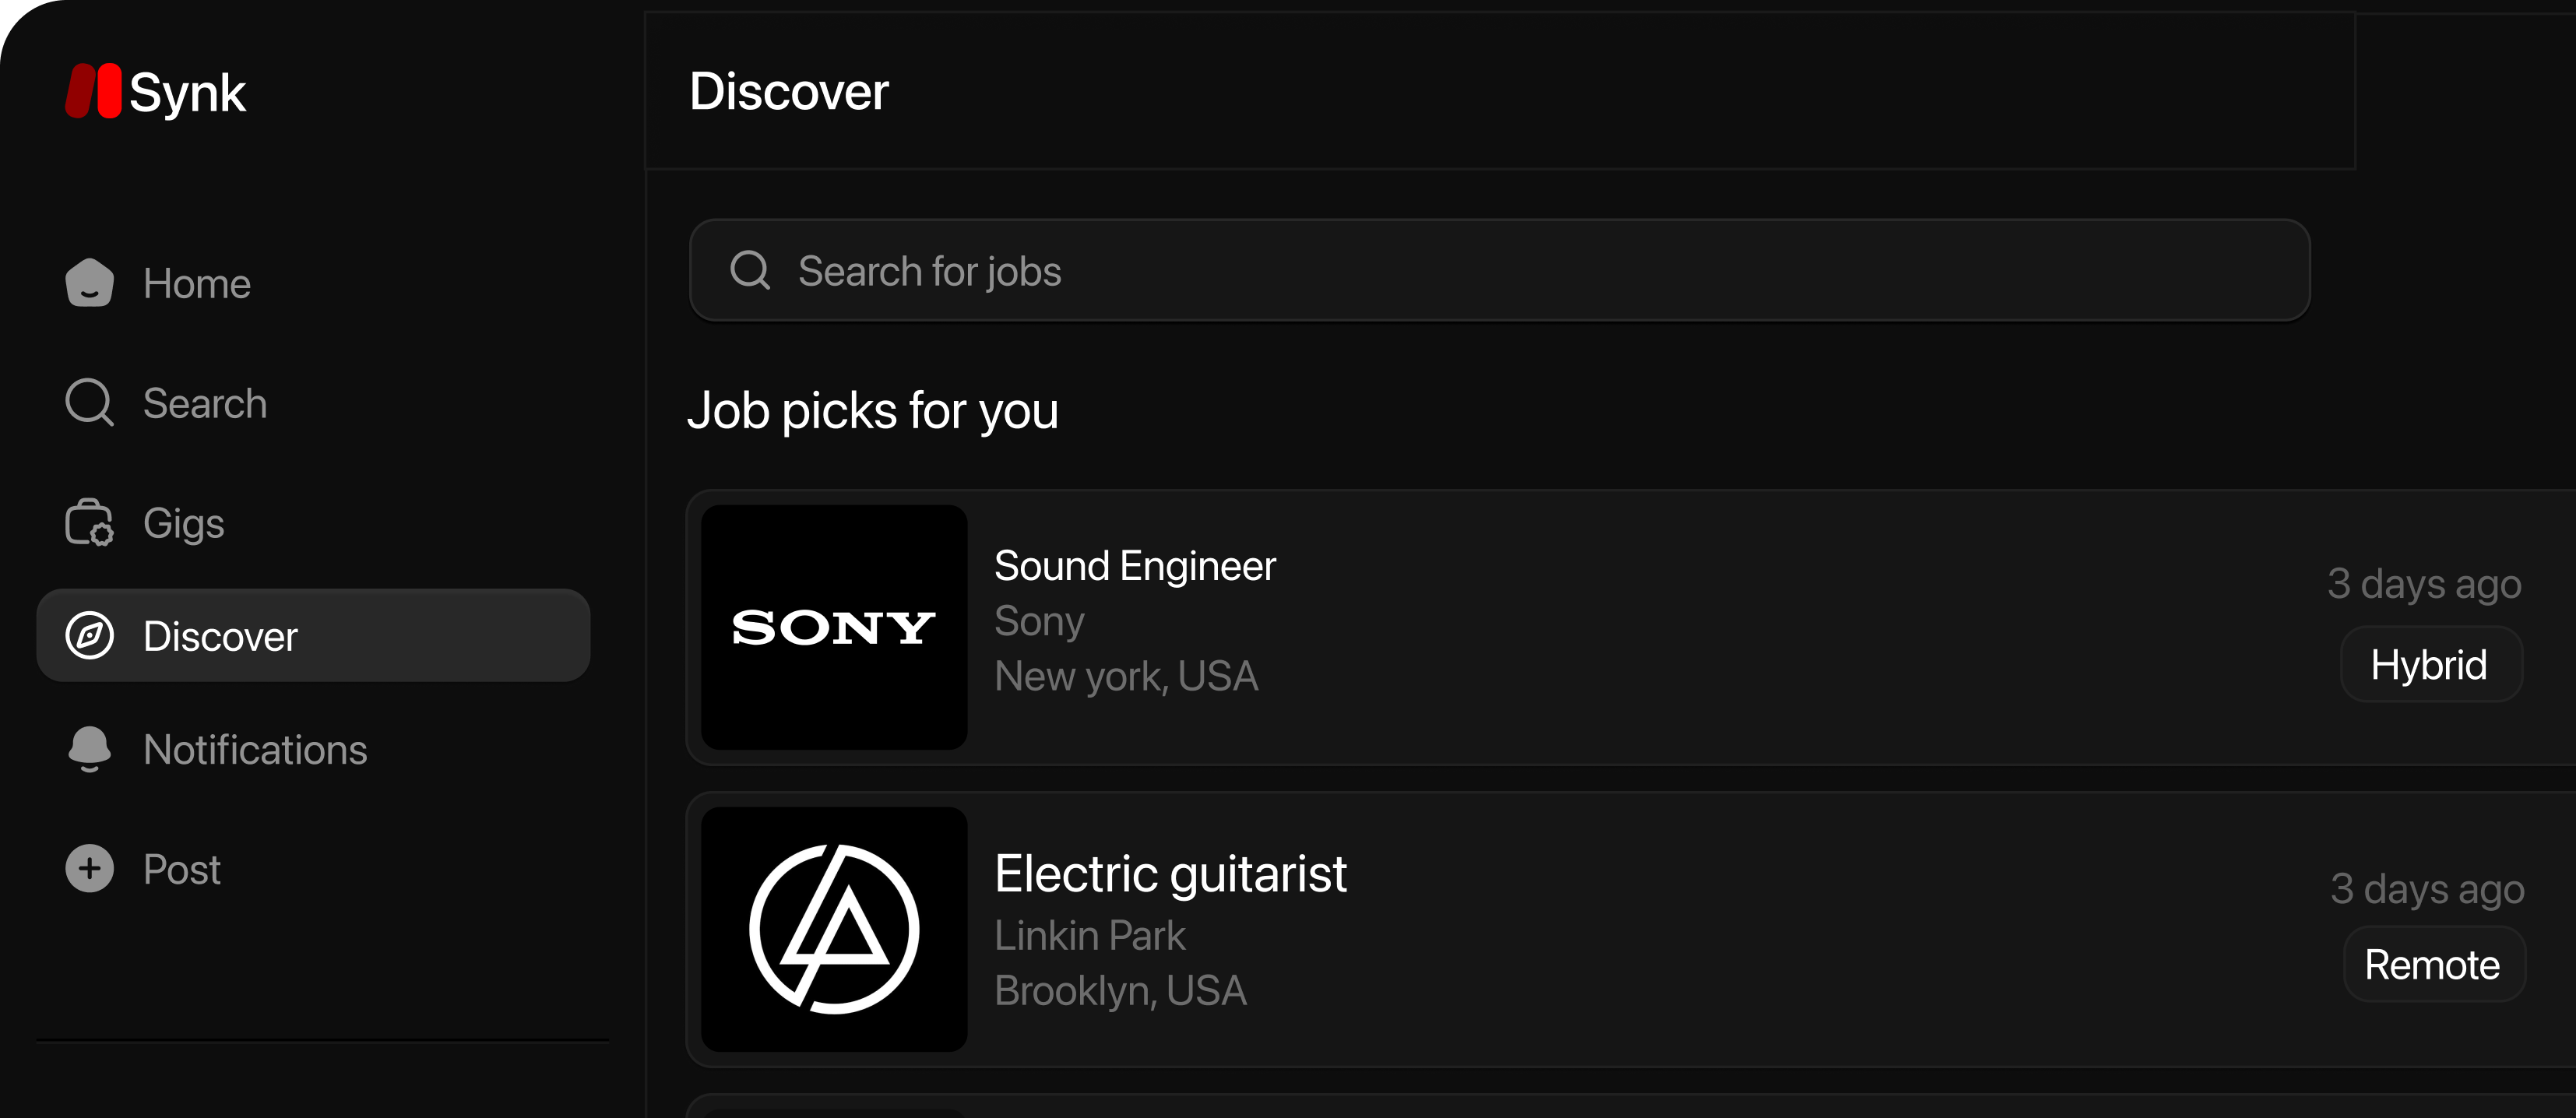 Synk
Home
Search
Gigs
Discover
Notifications
Post
Discover
Search for jobs
Job picks for you
SONY
Sound Engineer
Sony
New york, USA
3 days ago
Hybrid
Electric guitarist
Linkin Park
Brooklyn, USA
3 days ago
Remote